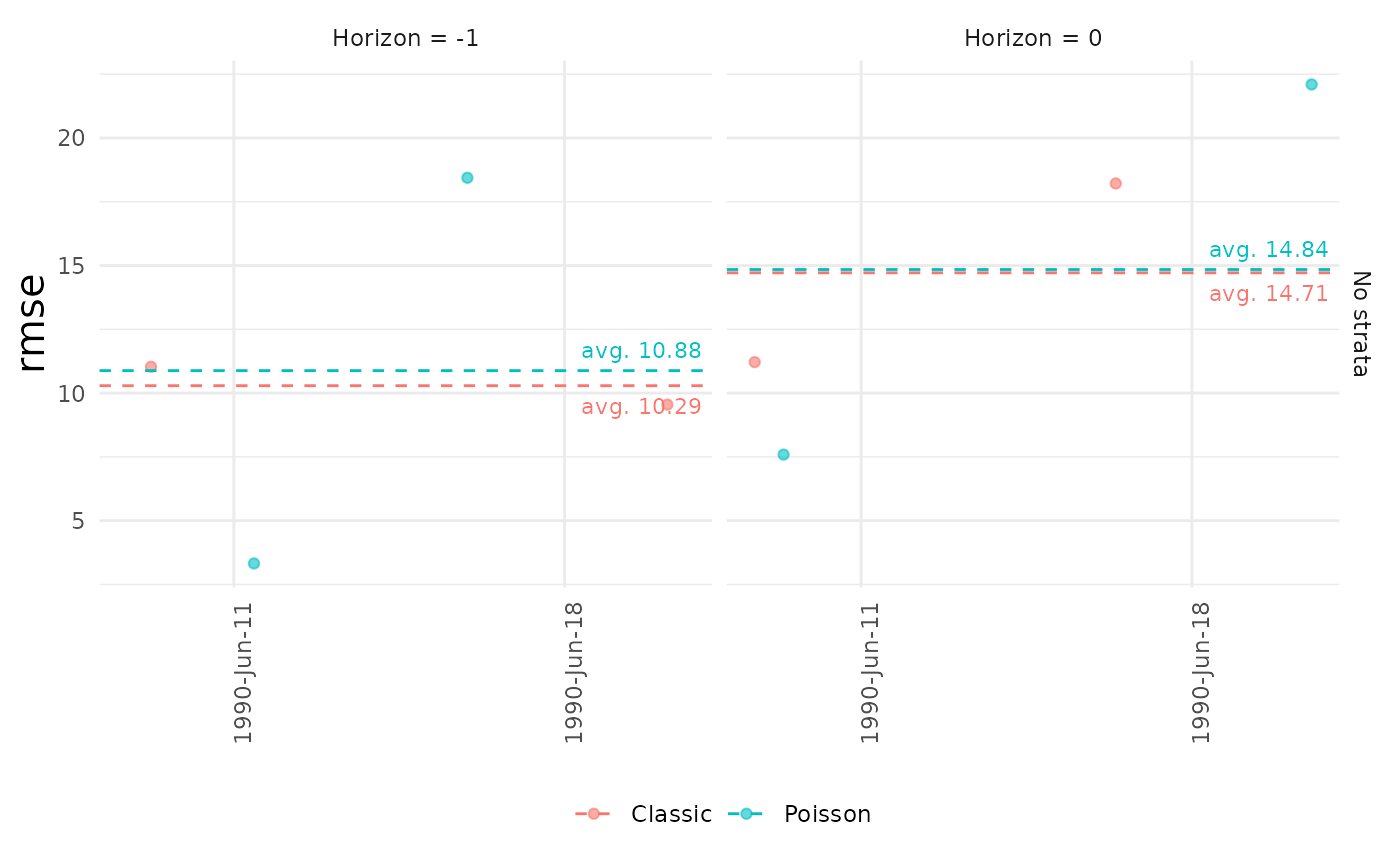 Horizon = -1
Horizon = 0
rmse
20
15
10
5
avg. 10.88
avg. 10.29
avg. 14.84
avg. 14.71
No strata
1990-Jun-11
1990-Jun-18
1990-Jun-11
1990-Jun-18
Classic
Poisson